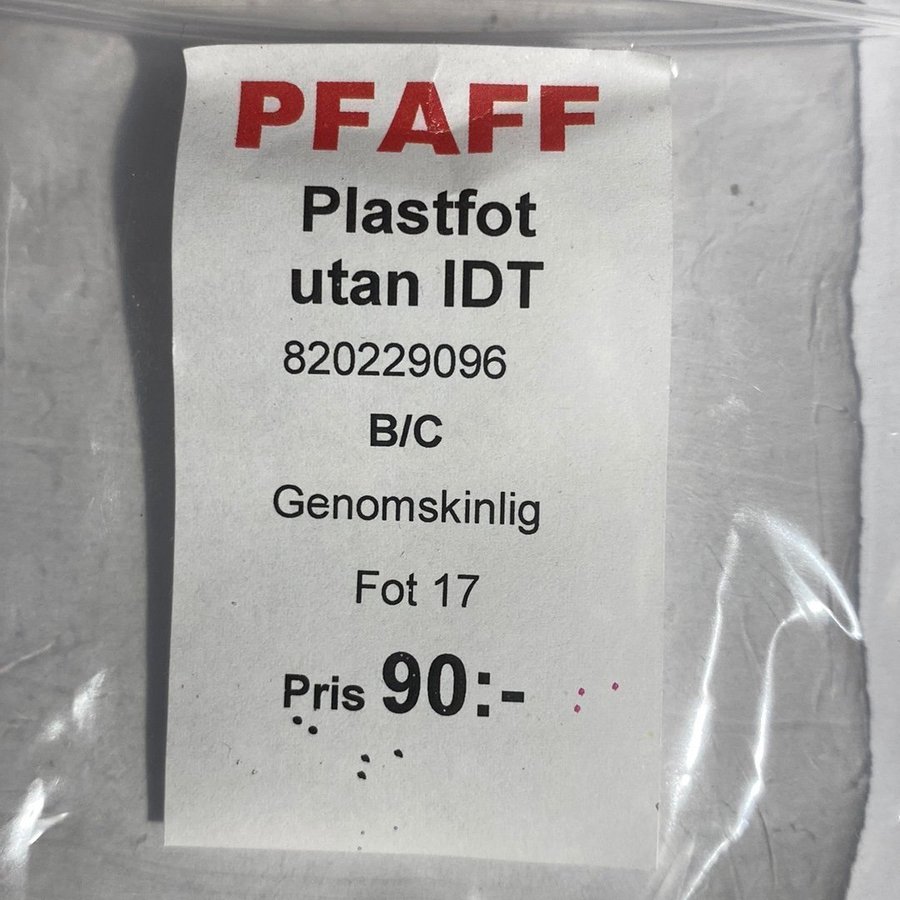 PFAFF
Plastfot
utan IDT
820229096
B/C
Genomskinlig
Fot 17
Pris 90:-